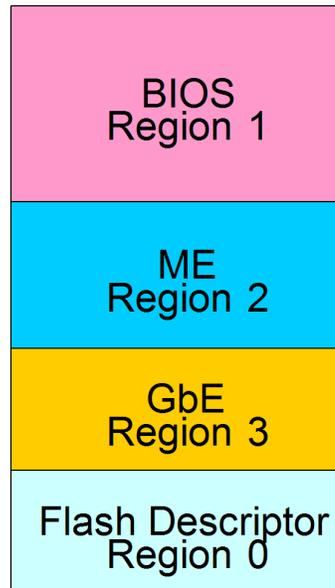 BIOS
Region 1
ME
Region 2
GbE
Region 3
Flash Descriptor
Region 0